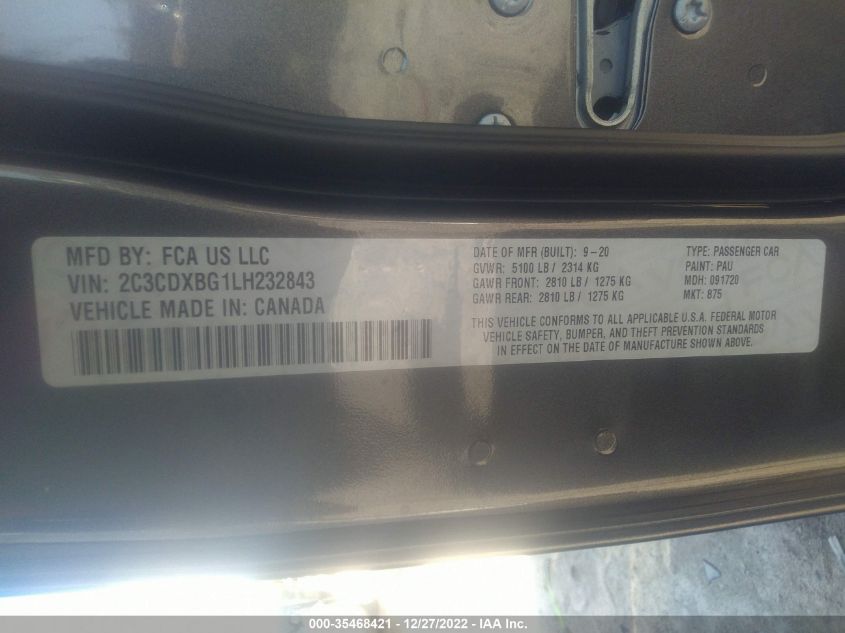 MFD BY: FCA US LLC
VIN: 2C3CDXBG1LH232843
VEHICLE MADE IN: CANADA
DATE OF MFR (BUILT): 9-20
GVWR: 5100 LB / 2314 KG
GAWR FRONT: 2810 LB / 1275 KG
GAWR REAR: 2810 LB / 1275 KG
TYPE: PASSENGER CAR
PAINT: PAU
MDH: 091720
MKT: 875
THIS VEHICLE CONFORMS TO ALL APPLICABLE U.S.A. FEDERAL MOTOR
VEHICLE SAFETY, BUMPER, AND THEFT PREVENTION STANDARDS
IN EFFECT ON THE DATE OF MANUFACTURE SHOWN ABOVE.
000-35468421 - 12/27/2022 - IAA Inc.